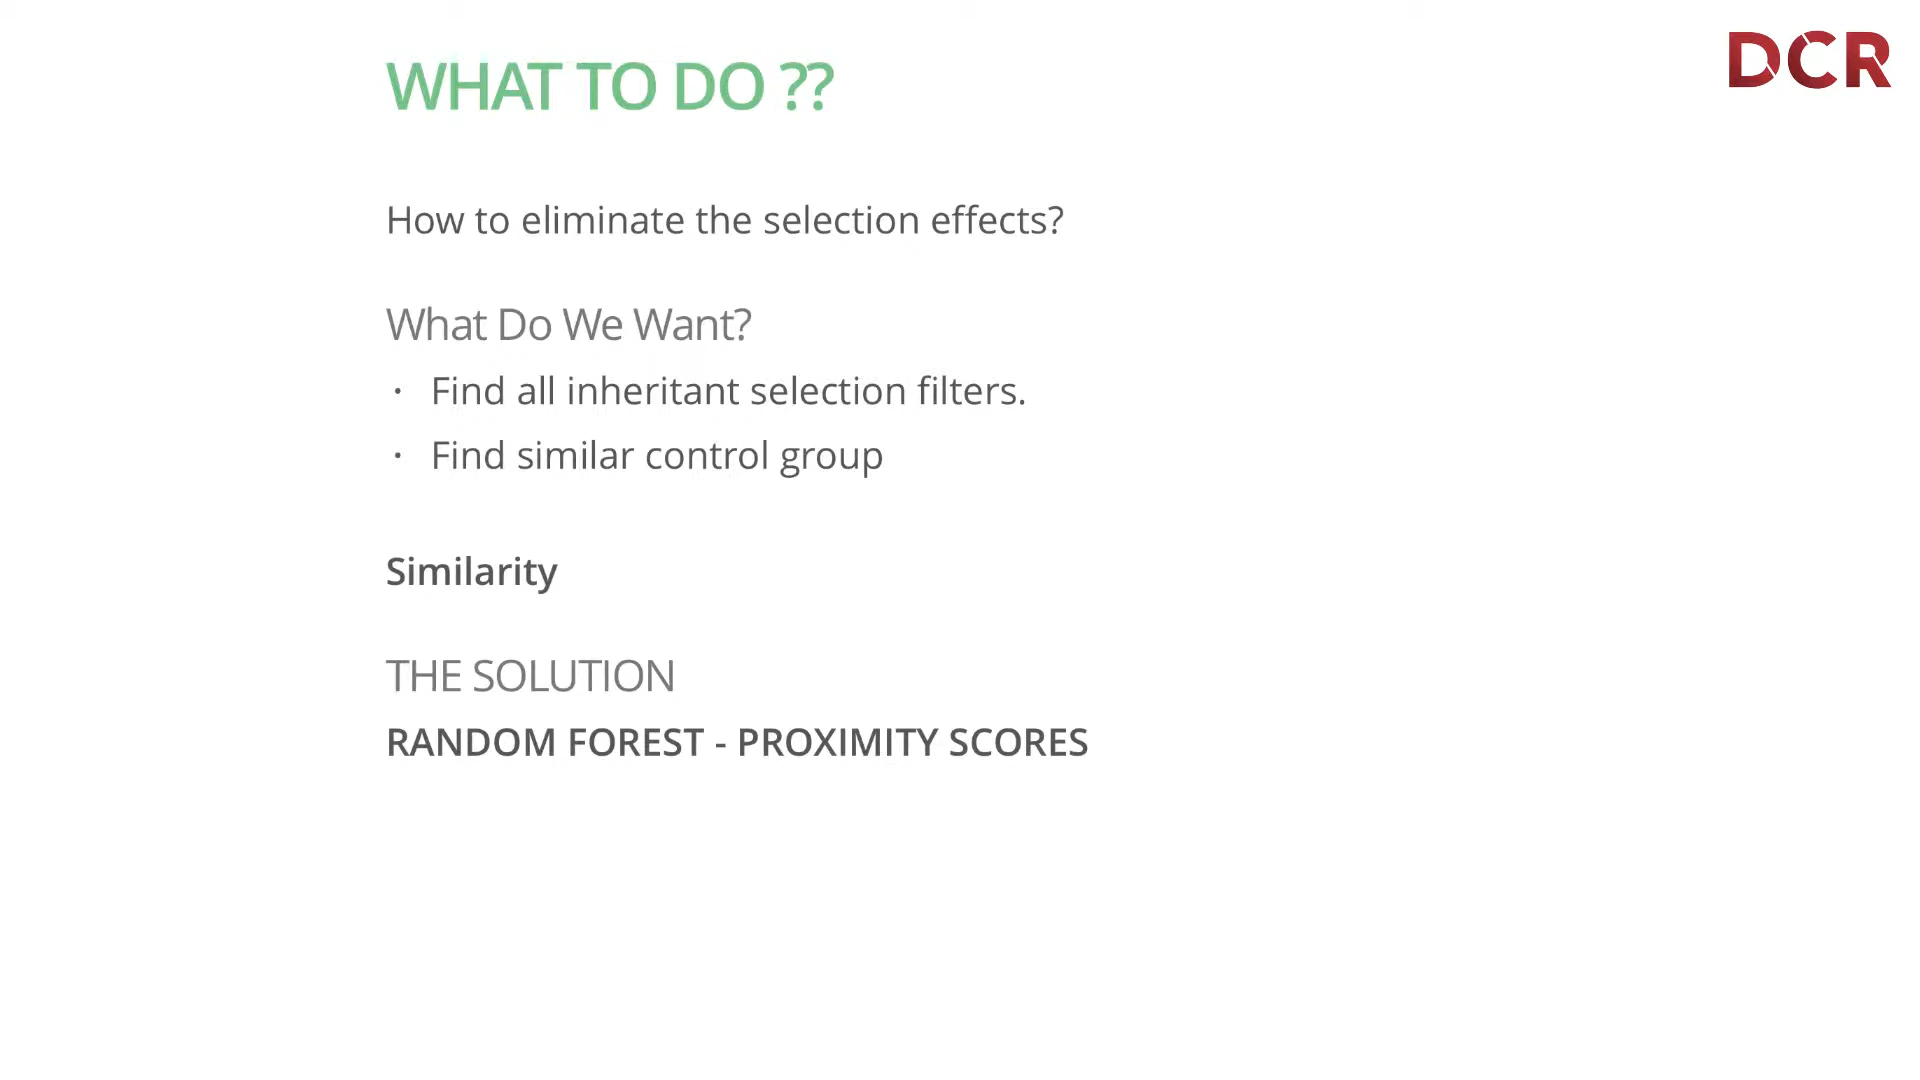 WHAT TO DO ??
DCR
How to eliminate the selection effects?
What Do We Want?
· Find all inheritant selection filters.
· Find similar control group
Similarity
THE SOLUTION
RANDOM FOREST - PROXIMITY SCORES